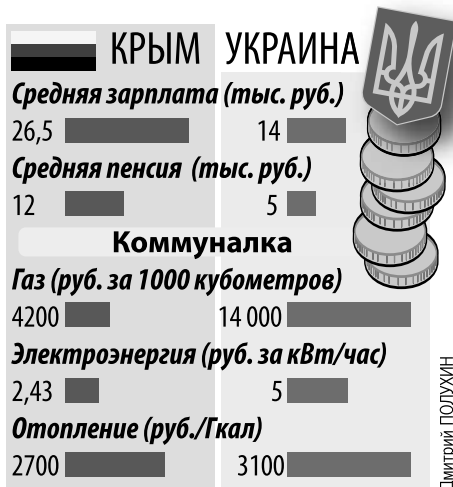 КРЫМ УКРАИНА
Средняя зарплата (тыс. руб.)
26,5 14
Средняя пенсия (тыс. руб.)
12 5
Коммуналка
Газ (руб. за 1000 кубометров)
4200 14 000
Электроэнергия (руб. за кВт/час)
2,43 5
Отопление (руб./Гкал)
2700 3100
Дмитрий ПОЛУХИН